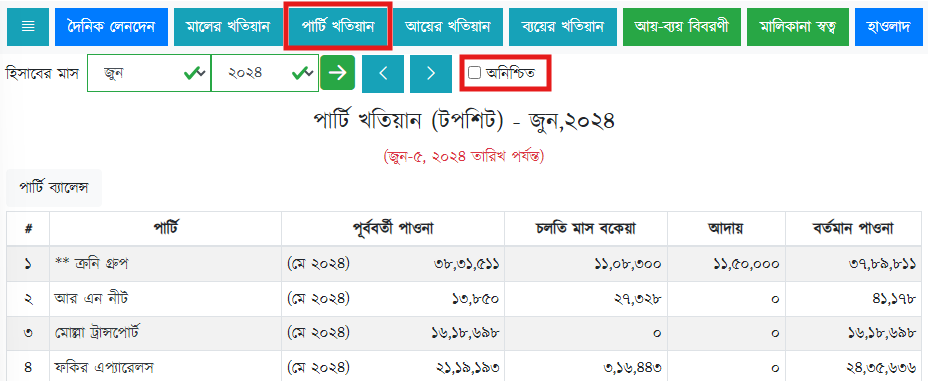 দৈনিক লেনদেন মালের খতিয়ান পার্টি খতিয়ান আয়ের খতিয়ান ব্যয়ের খতিয়ান আয়-ব্যয় বিবরণী মালিকানা স্বত্ব হাওলাদ
হিসাবের মাস জুন ২০২৪ অনিশ্চিত
পার্টি খতিয়ান (টপশিট) - জুন,২০২৪
(জুন-৫, ২০২৪ তারিখ পর্যন্ত)
পার্টি ব্যালেন্স
# পার্টি পূর্ববর্তী পাওনা চলতি মাস বকেয়া আদায় বর্তমান পাওনা
১ ** ক্রনি গ্রুপ (মে ২০২৪) ৩৮,৩১,৫১১ ১১,০৮,৩০০ ১১,৫০,০০০ ৩৭,৮৯,৮১১
২ আর এন নীট (মে ২০২৪) ১৩,৮৫০ ২৭,৩২৮ ০ ৪১,১৭৮
৩ মোল্লা ট্রান্সপোর্ট (মে ২০২৪) ১৬,১৮,৬৯৮ ০ ০ ১৬,১৮,৬৯৮
৪ ফকির এপ্যারেলস (মে ২০২৪) ২১,১৯,১৯৩ ৩,১৬,৪৪৩ ০ ২৪,৩৫,৬৩৬